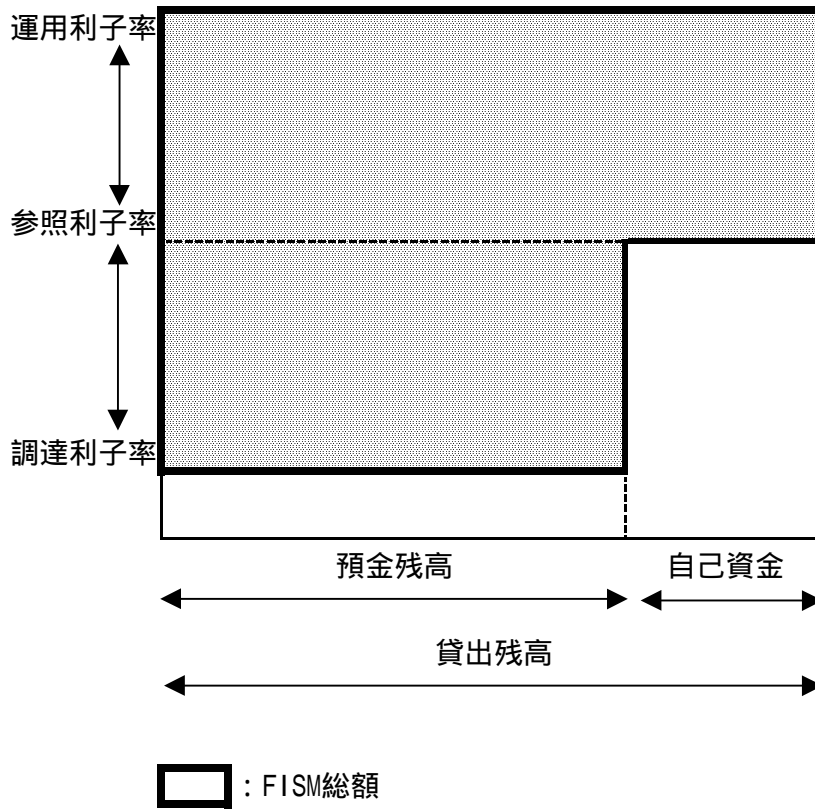 運用利子率
参照利子率
調達利子率
預金残高
自己資金
貸出残高
：FISM総額